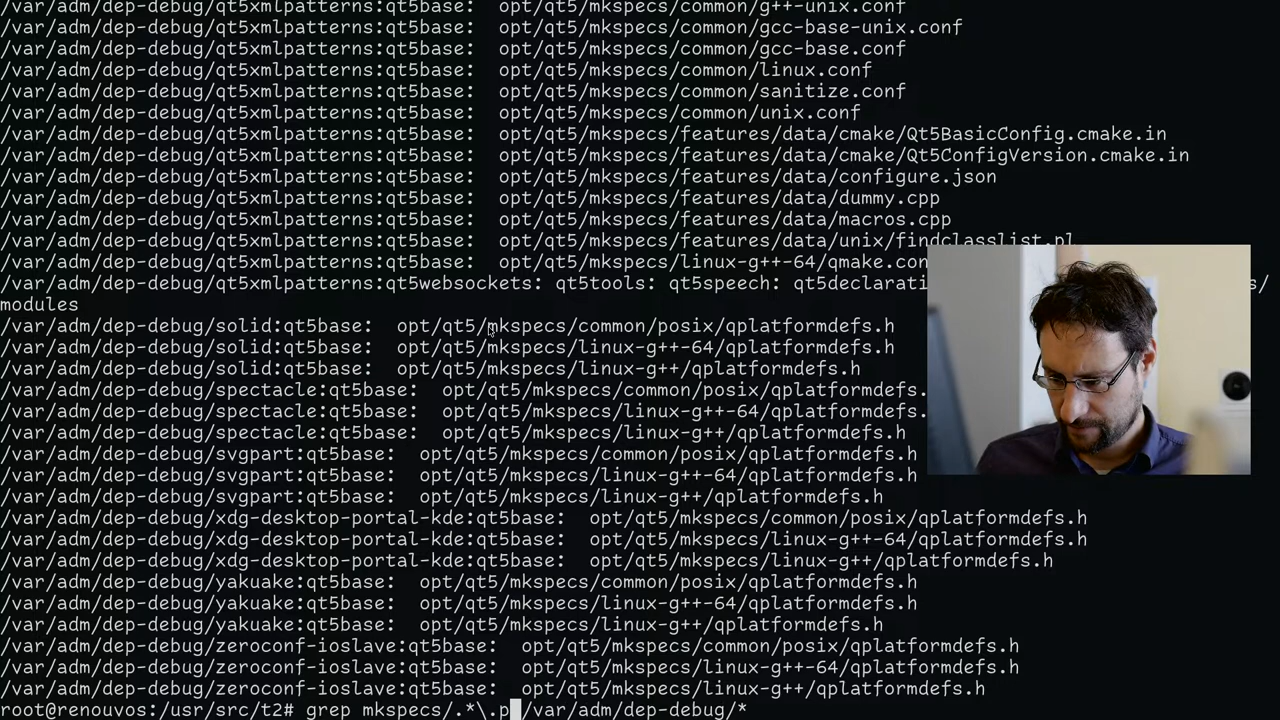 /var/adm/dep-debug/qt5xmlpatterns:qt5base:  opt/qt5/mkspecs/common/g++-unix.conf
/var/adm/dep-debug/qt5xmlpatterns:qt5base:  opt/qt5/mkspecs/common/gcc-base-unix.conf
/var/adm/dep-debug/qt5xmlpatterns:qt5base:  opt/qt5/mkspecs/common/gcc-base.conf
/var/adm/dep-debug/qt5xmlpatterns:qt5base:  opt/qt5/mkspecs/common/linux.conf
/var/adm/dep-debug/qt5xmlpatterns:qt5base:  opt/qt5/mkspecs/common/sanitize.conf
/var/adm/dep-debug/qt5xmlpatterns:qt5base:  opt/qt5/mkspecs/common/unix.conf
/var/adm/dep-debug/qt5xmlpatterns:qt5base:  opt/qt5/mkspecs/features/data/cmake/Qt5BasicConfig.cmake.in
/var/adm/dep-debug/qt5xmlpatterns:qt5base:  opt/qt5/mkspecs/features/data/cmake/Qt5ConfigVersion.cmake.in
/var/adm/dep-debug/qt5xmlpatterns:qt5base:  opt/qt5/mkspecs/features/data/configure.json
/var/adm/dep-debug/qt5xmlpatterns:qt5base:  opt/qt5/mkspecs/features/data/dummy.cpp
/var/adm/dep-debug/qt5xmlpatterns:qt5base:  opt/qt5/mkspecs/features/data/macros.cpp
/var/adm/dep-debug/qt5xmlpatterns:qt5base:  opt/qt5/mkspecs/features/data/unix/findclasslist.pl
/var/adm/dep-debug/qt5xmlpatterns:qt5base:  opt/qt5/mkspecs/linux-g++-64/qmake.con
/var/adm/dep-debug/qt5xmlpatterns:qt5websockets: qt5tools: qt5speech: qt5declarati
modules
/var/adm/dep-debug/solid:qt5base:  opt/qt5/mkspecs/common/posix/qplatformdefs.h
/var/adm/dep-debug/solid:qt5base:  opt/qt5/mkspecs/linux-g++-64/qplatformdefs.h
/var/adm/dep-debug/solid:qt5base:  opt/qt5/mkspecs/linux-g++/qplatformdefs.h
/var/adm/dep-debug/spectacle:qt5base:  opt/qt5/mkspecs/common/posix/qplatformdefs.
/var/adm/dep-debug/spectacle:qt5base:  opt/qt5/mkspecs/linux-g++-64/qplatformdefs.
/var/adm/dep-debug/spectacle:qt5base:  opt/qt5/mkspecs/linux-g++/qplatformdefs.h
/var/adm/dep-debug/svgpart:qt5base:  opt/qt5/mkspecs/common/posix/qplatformdefs.h
/var/adm/dep-debug/svgpart:qt5base:  opt/qt5/mkspecs/linux-g++-64/qplatformdefs.h
/var/adm/dep-debug/svgpart:qt5base:  opt/qt5/mkspecs/linux-g++/qplatformdefs.h
/var/adm/dep-debug/xdg-desktop-portal-kde:qt5base:  opt/qt5/mkspecs/common/posix/qplatformdefs.h
/var/adm/dep-debug/xdg-desktop-portal-kde:qt5base:  opt/qt5/mkspecs/linux-g++-64/qplatformdefs.h
/var/adm/dep-debug/xdg-desktop-portal-kde:qt5base:  opt/qt5/mkspecs/linux-g++/qplatformdefs.h
/var/adm/dep-debug/yakuake:qt5base:  opt/qt5/mkspecs/common/posix/qplatformdefs.h
/var/adm/dep-debug/yakuake:qt5base:  opt/qt5/mkspecs/linux-g++-64/qplatformdefs.h
/var/adm/dep-debug/yakuake:qt5base:  opt/qt5/mkspecs/linux-g++/qplatformdefs.h
/var/adm/dep-debug/zeroconf-ioslave:qt5base:  opt/qt5/mkspecs/common/posix/qplatformdefs.h
/var/adm/dep-debug/zeroconf-ioslave:qt5base:  opt/qt5/mkspecs/linux-g++-64/qplatformdefs.h
/var/adm/dep-debug/zeroconf-ioslave:qt5base:  opt/qt5/mkspecs/linux-g++/qplatformdefs.h
root@renouvos:/usr/src/t2# grep mkspecs/.*\.p /var/adm/dep-debug/*